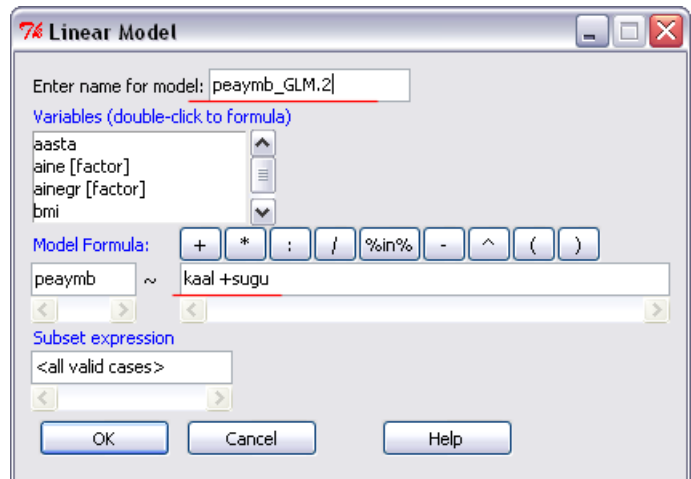 Linear Model
Enter name for model: peaymb_GLM.2
Variables (double-click to formula)
aasta
aine [factor]
ainegr [factor]
bmi
Model Formula: + * : / %in% - ^ ( )
peaymb ~ kaal +sugu
Subset expression
<all valid cases>
OK Cancel Help